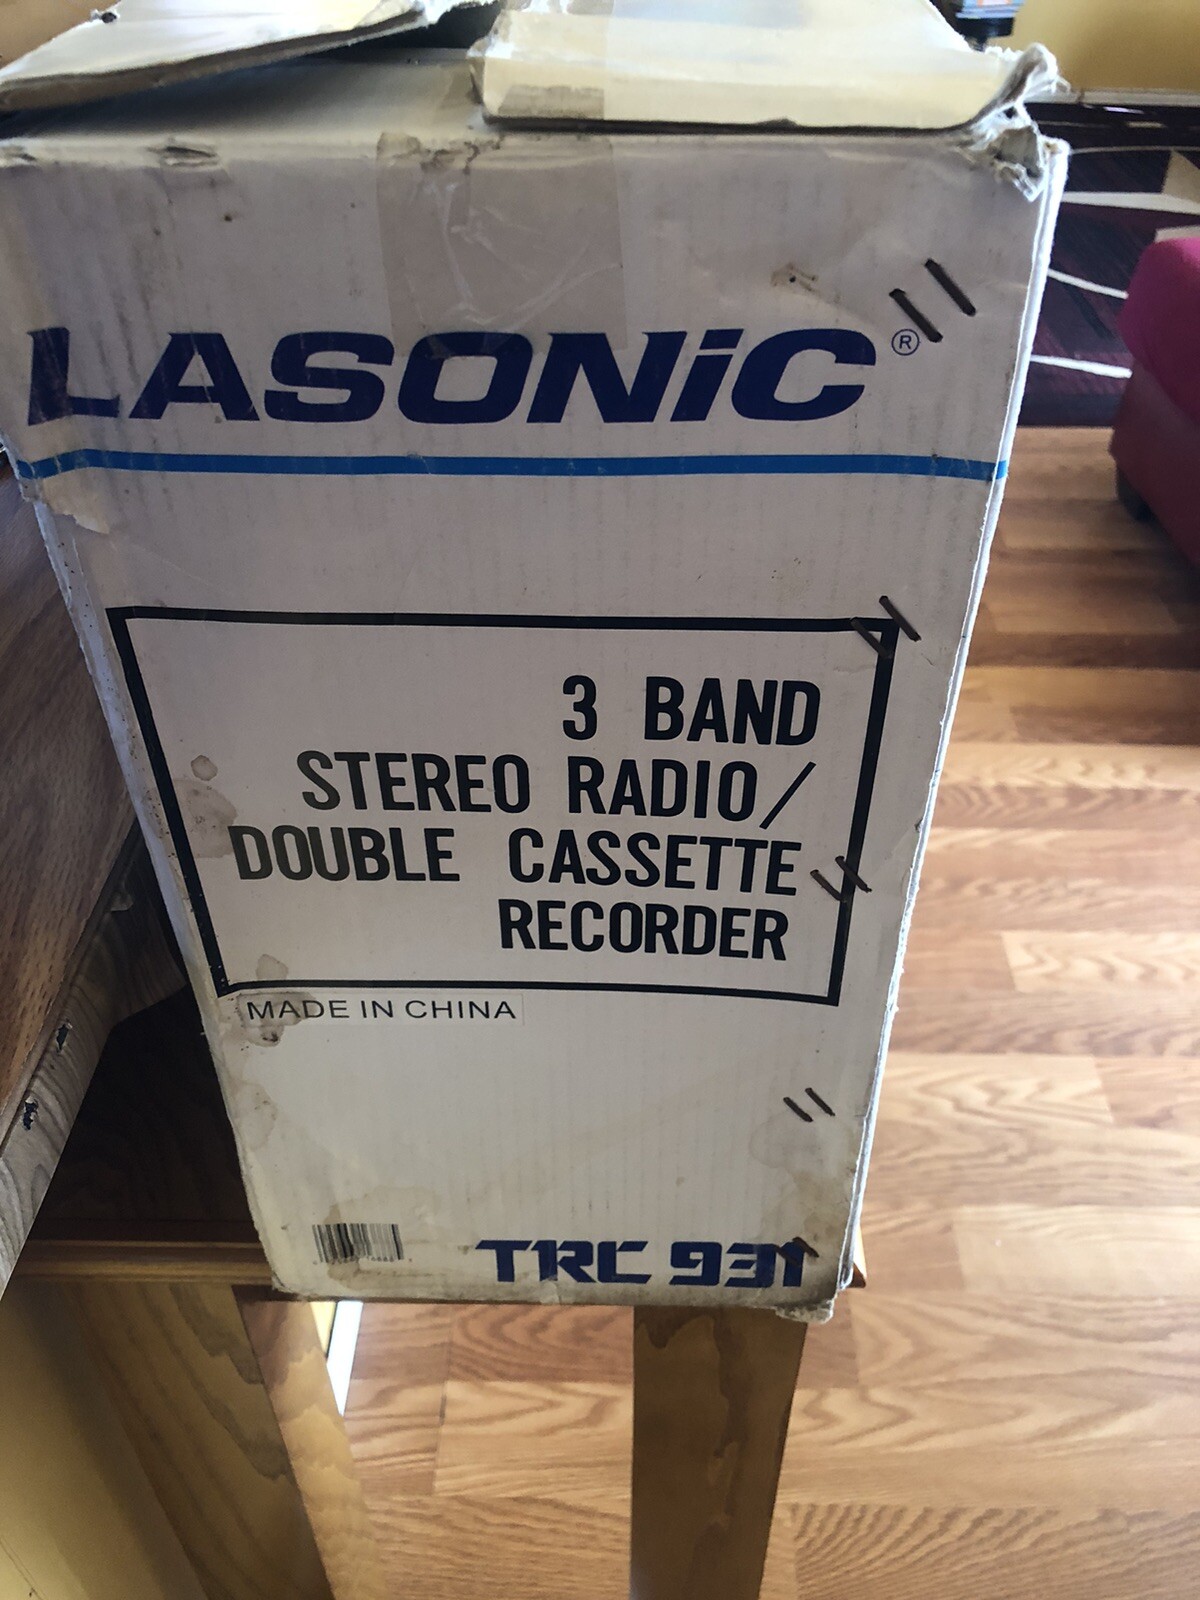 LASONiC®
3 BAND
STEREO RADIO/
DOUBLE CASSETTE
RECORDER
MADE IN CHINA
TRC 931